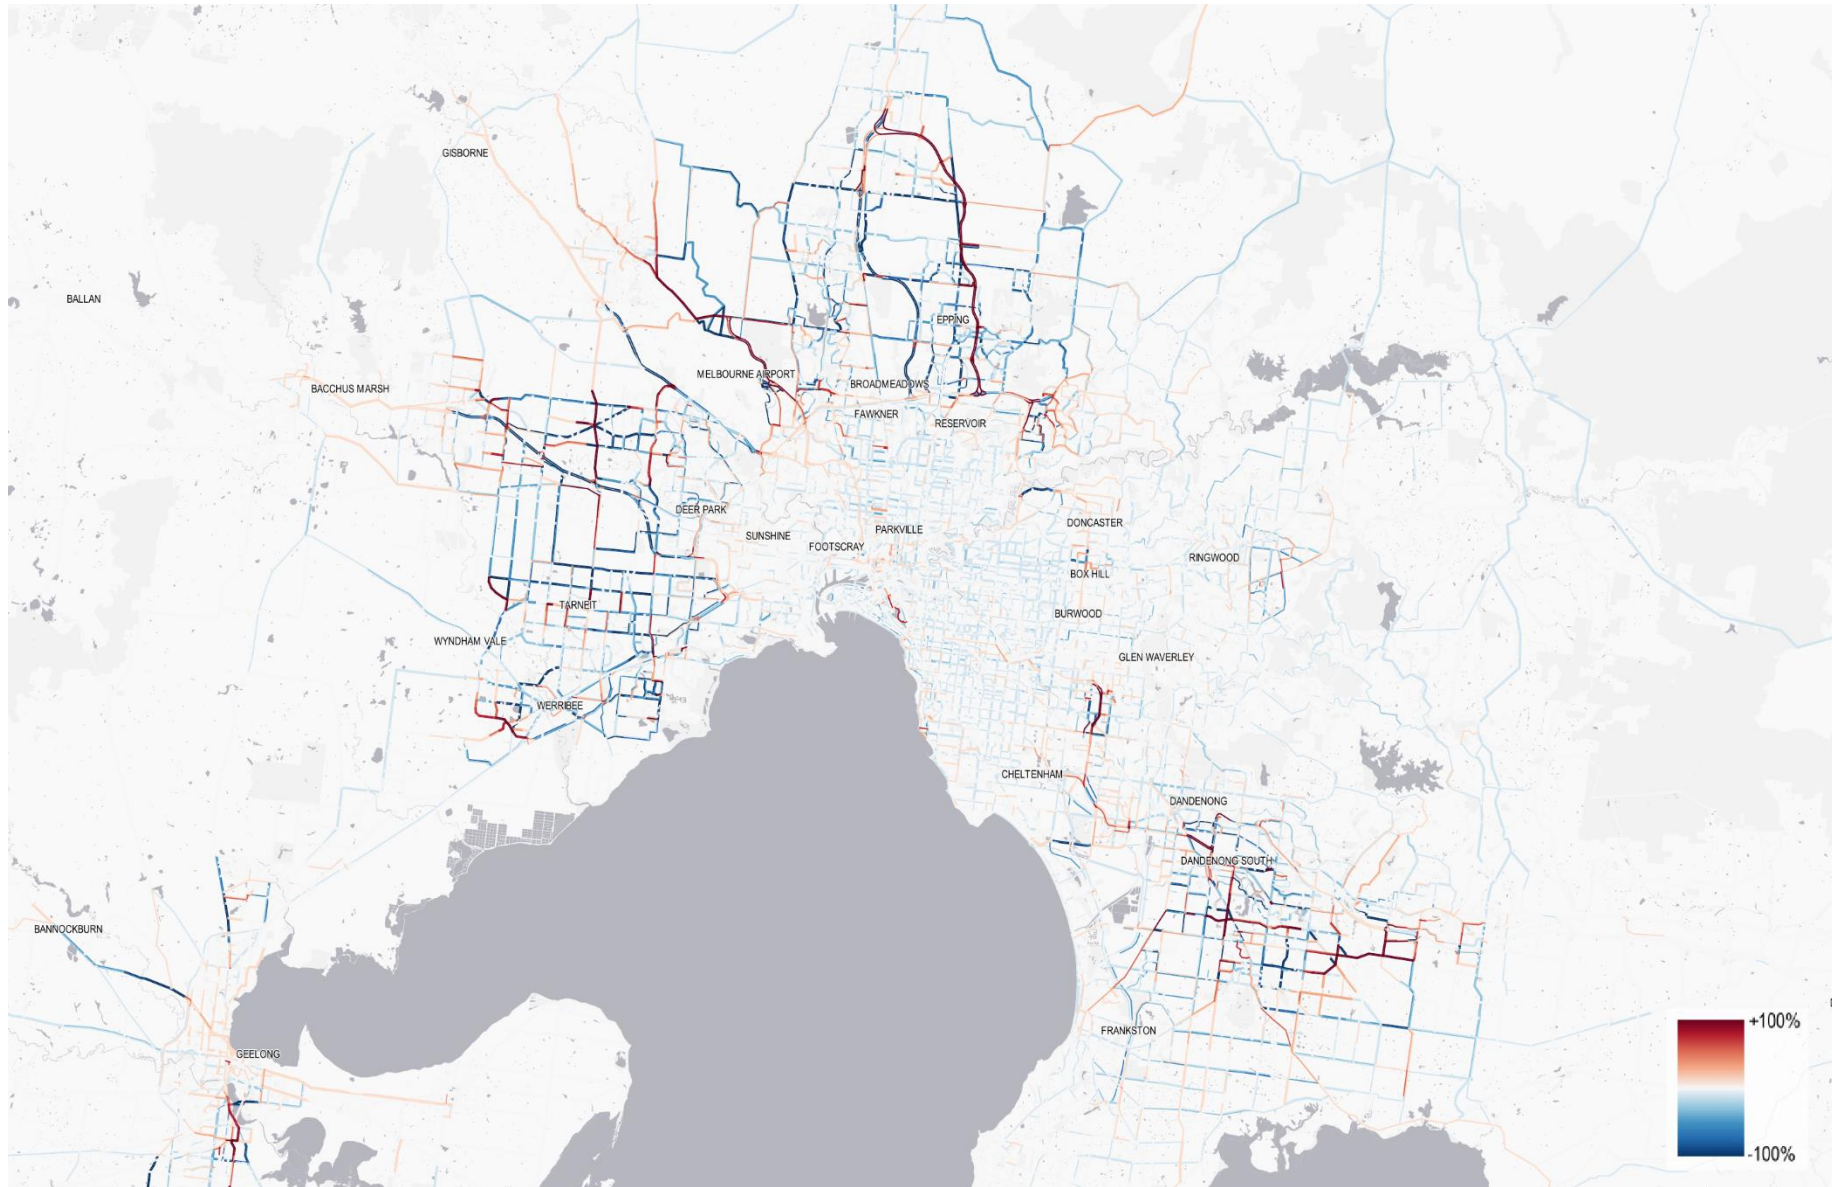 GISBORNE
BALLAN
EPPING
MELBOURNE AIRPORT
BROADMEADOWS
BACCHUS MARSH
FAWKNER
RESERVOIR
DEER PARK
SUNSHINE
FOOTSCRAY
PARKVILLE
DONCASTER
RINGWOOD
BOX HILL
TARNEIT
BURWOOD
WYNDHAM VALE
GLEN WAVERLEY
WERRIBEE
CHELTENHAM
DANDENONG
DANDENONG SOUTH
BANNOCKBURN
FRANKSTON
GEELONG
+100%
-100%